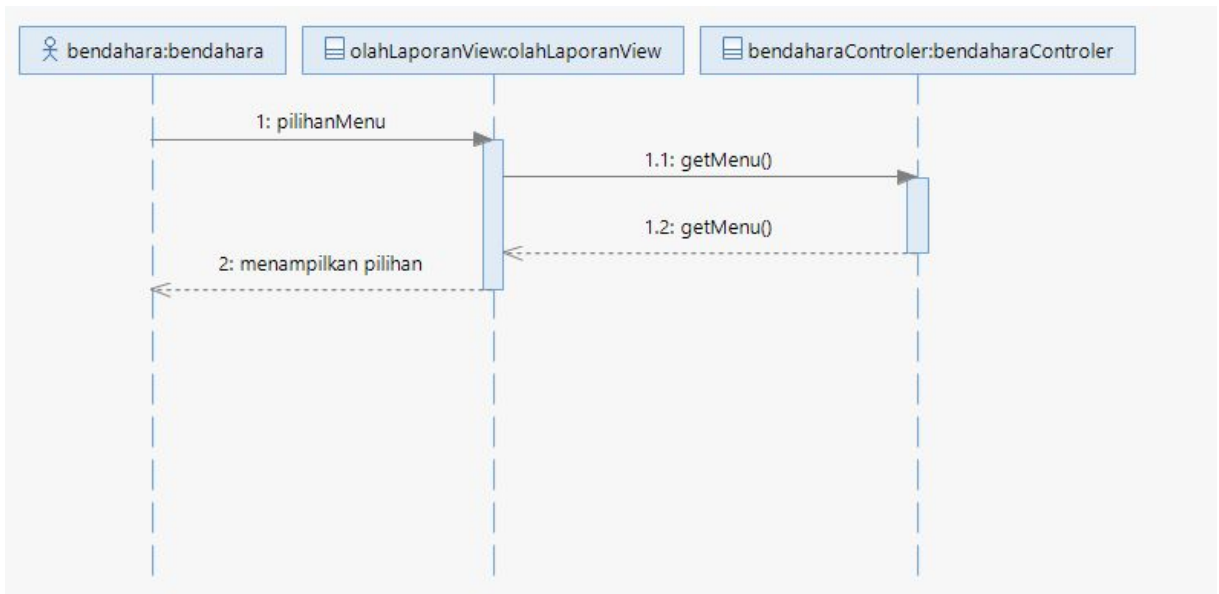 bendahara:bendahara
olahLaporanView:olahLaporanView
bendaharaControler:bendaharaControler
1: pilihanMenu
1.1: getMenu()
1.2: getMenu()
2: menampilkan pilihan